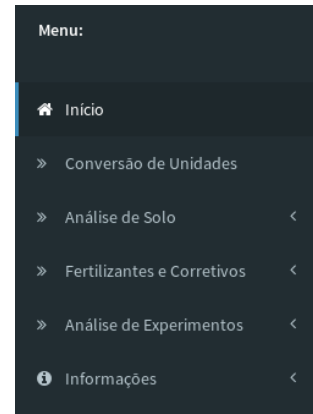 Menu:
Início
Conversão de Unidades
Análise de Solo
Fertilizantes e Corretivos
Análise de Experimentos
Informações